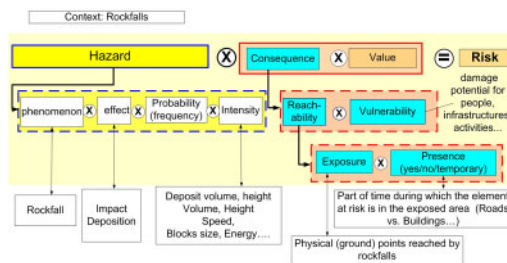 Context: Rockfalls
Hazard
X
Consequence
X
Value
=
Risk
damage
potential for
people,
infrastructures
activities...
phenomenon
X
effect
X
Probability
(frequency)
X
Intensity
Reach-
ability
X
Vulnerability
Exposure
X
Presence
(yes/no/temporary)
Rockfall
Impact
Deposition
Deposit volume, height
Volume, Height
Speed,
Blocks size, Energy....
Part of time during which the element
at risk is in the exposed area (Roads
vs. Buildings...)
Physical (ground) points reached by
rockfalls